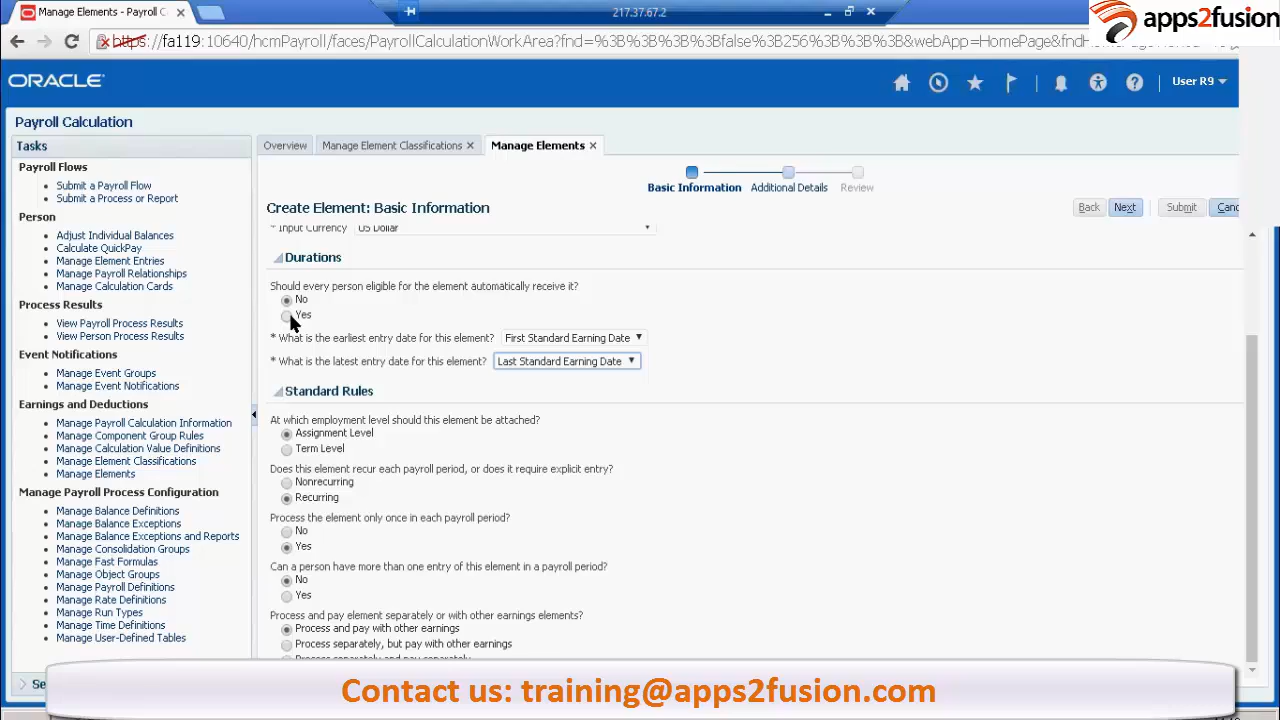 Manage Elements - Payroll C
217.37.67.2
apps2fusion
https://fa119:10640/hcmPayroll/faces/PayrollCalculationWorkArea?fnd=%3B%3B%3B%3Bfalse%3B256%3B%3B%3B&webApp=HomePage&fnd
ORACLE
User R9
Payroll Calculation
Tasks
Payroll Flows
Submit a Payroll Flow
Submit a Process or Report
Person
Adjust Individual Balances
Calculate QuickPay
Manage Element Entries
Manage Payroll Relationships
Manage Calculation Cards
Process Results
View Payroll Process Results
View Person Process Results
Event Notifications
Manage Event Groups
Manage Event Notifications
Earnings and Deductions
Manage Payroll Calculation Information
Manage Component Group Rules
Manage Calculation Value Definitions
Manage Element Classifications
Manage Elements
Manage Payroll Process Configuration
Manage Balance Definitions
Manage Balance Exceptions
Manage Balance Exceptions and Reports
Manage Consolidation Groups
Manage Fast Formulas
Manage Object Groups
Manage Payroll Definitions
Manage Rate Definitions
Manage Run Types
Manage Time Definitions
Manage User-Defined Tables
Se
Overview
Manage Element Classifications
Manage Elements
Basic Information
Additional Details
Review
Create Element: Basic Information
Back
Next
Submit
Canc
* Input Currency US Dollar
Durations
Should every person eligible for the element automatically receive it?
No
Yes
* What is the earliest entry date for this element? First Standard Earning Date
* What is the latest entry date for this element? Last Standard Earning Date
Standard Rules
At which employment level should this element be attached?
Assignment Level
Term Level
Does this element recur each payroll period, or does it require explicit entry?
Nonrecurring
Recurring
Process the element only once in each payroll period?
No
Yes
Can a person have more than one entry of this element in a payroll period?
No
Yes
Process and pay element separately or with other earnings elements?
Process and pay with other earnings
Process separately, but pay with other earnings
Process separately and pay separately
Contact us: training@apps2fusion.com